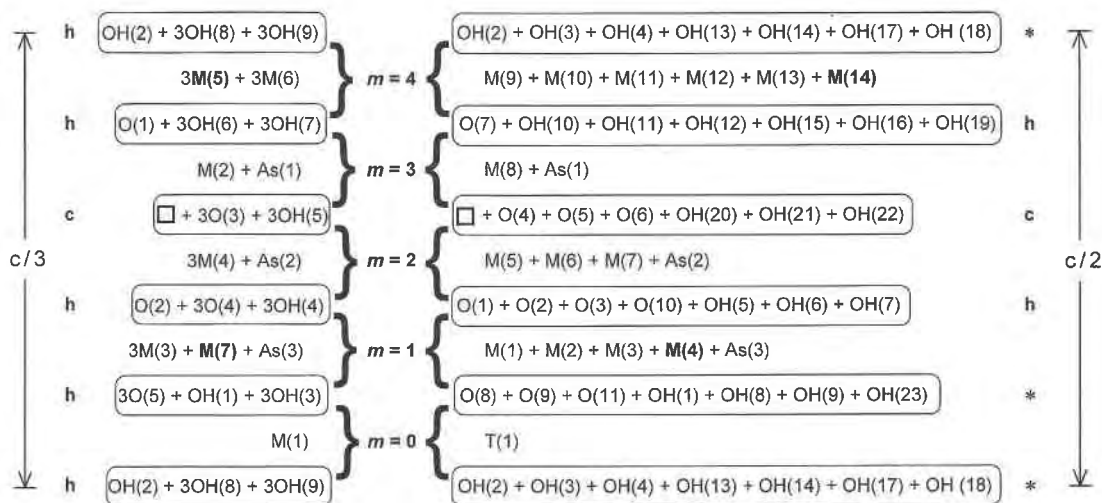 h OH(2) + 3OH(8) + 3OH(9) OH(2) + OH(3) + OH(4) + OH(13) + OH(14) + OH(17) + OH (18) *
3M(5) + 3M(6) m = 4 M(9) + M(10) + M(11) + M(12) + M(13) + M(14)
h O(1) + 3OH(6) + 3OH(7) O(7) + OH(10) + OH(11) + OH(12) + OH(15) + OH(16) + OH(19) h
M(2) + As(1) m = 3 M(8) + As(1)
c □ + 3O(3) + 3OH(5) □ + O(4) + O(5) + O(6) + OH(20) + OH(21) + OH(22) c
c/3 3M(4) + As(2) m = 2 M(5) + M(6) + M(7) + As(2) c/2
h O(2) + 3O(4) + 3OH(4) O(1) + O(2) + O(3) + O(10) + OH(5) + OH(6) + OH(7) h
3M(3) + M(7) + As(3) m = 1 M(1) + M(2) + M(3) + M(4) + As(3)
h 3O(5) + OH(1) + 3OH(3) O(8) + O(9) + O(11) + OH(1) + OH(8) + OH(9) + OH(23) *
M(1) m = 0 T(1)
h OH(2) + 3OH(8) + 3OH(9) OH(2) + OH(3) + OH(4) + OH(13) + OH(14) + OH(17) + OH (18) *